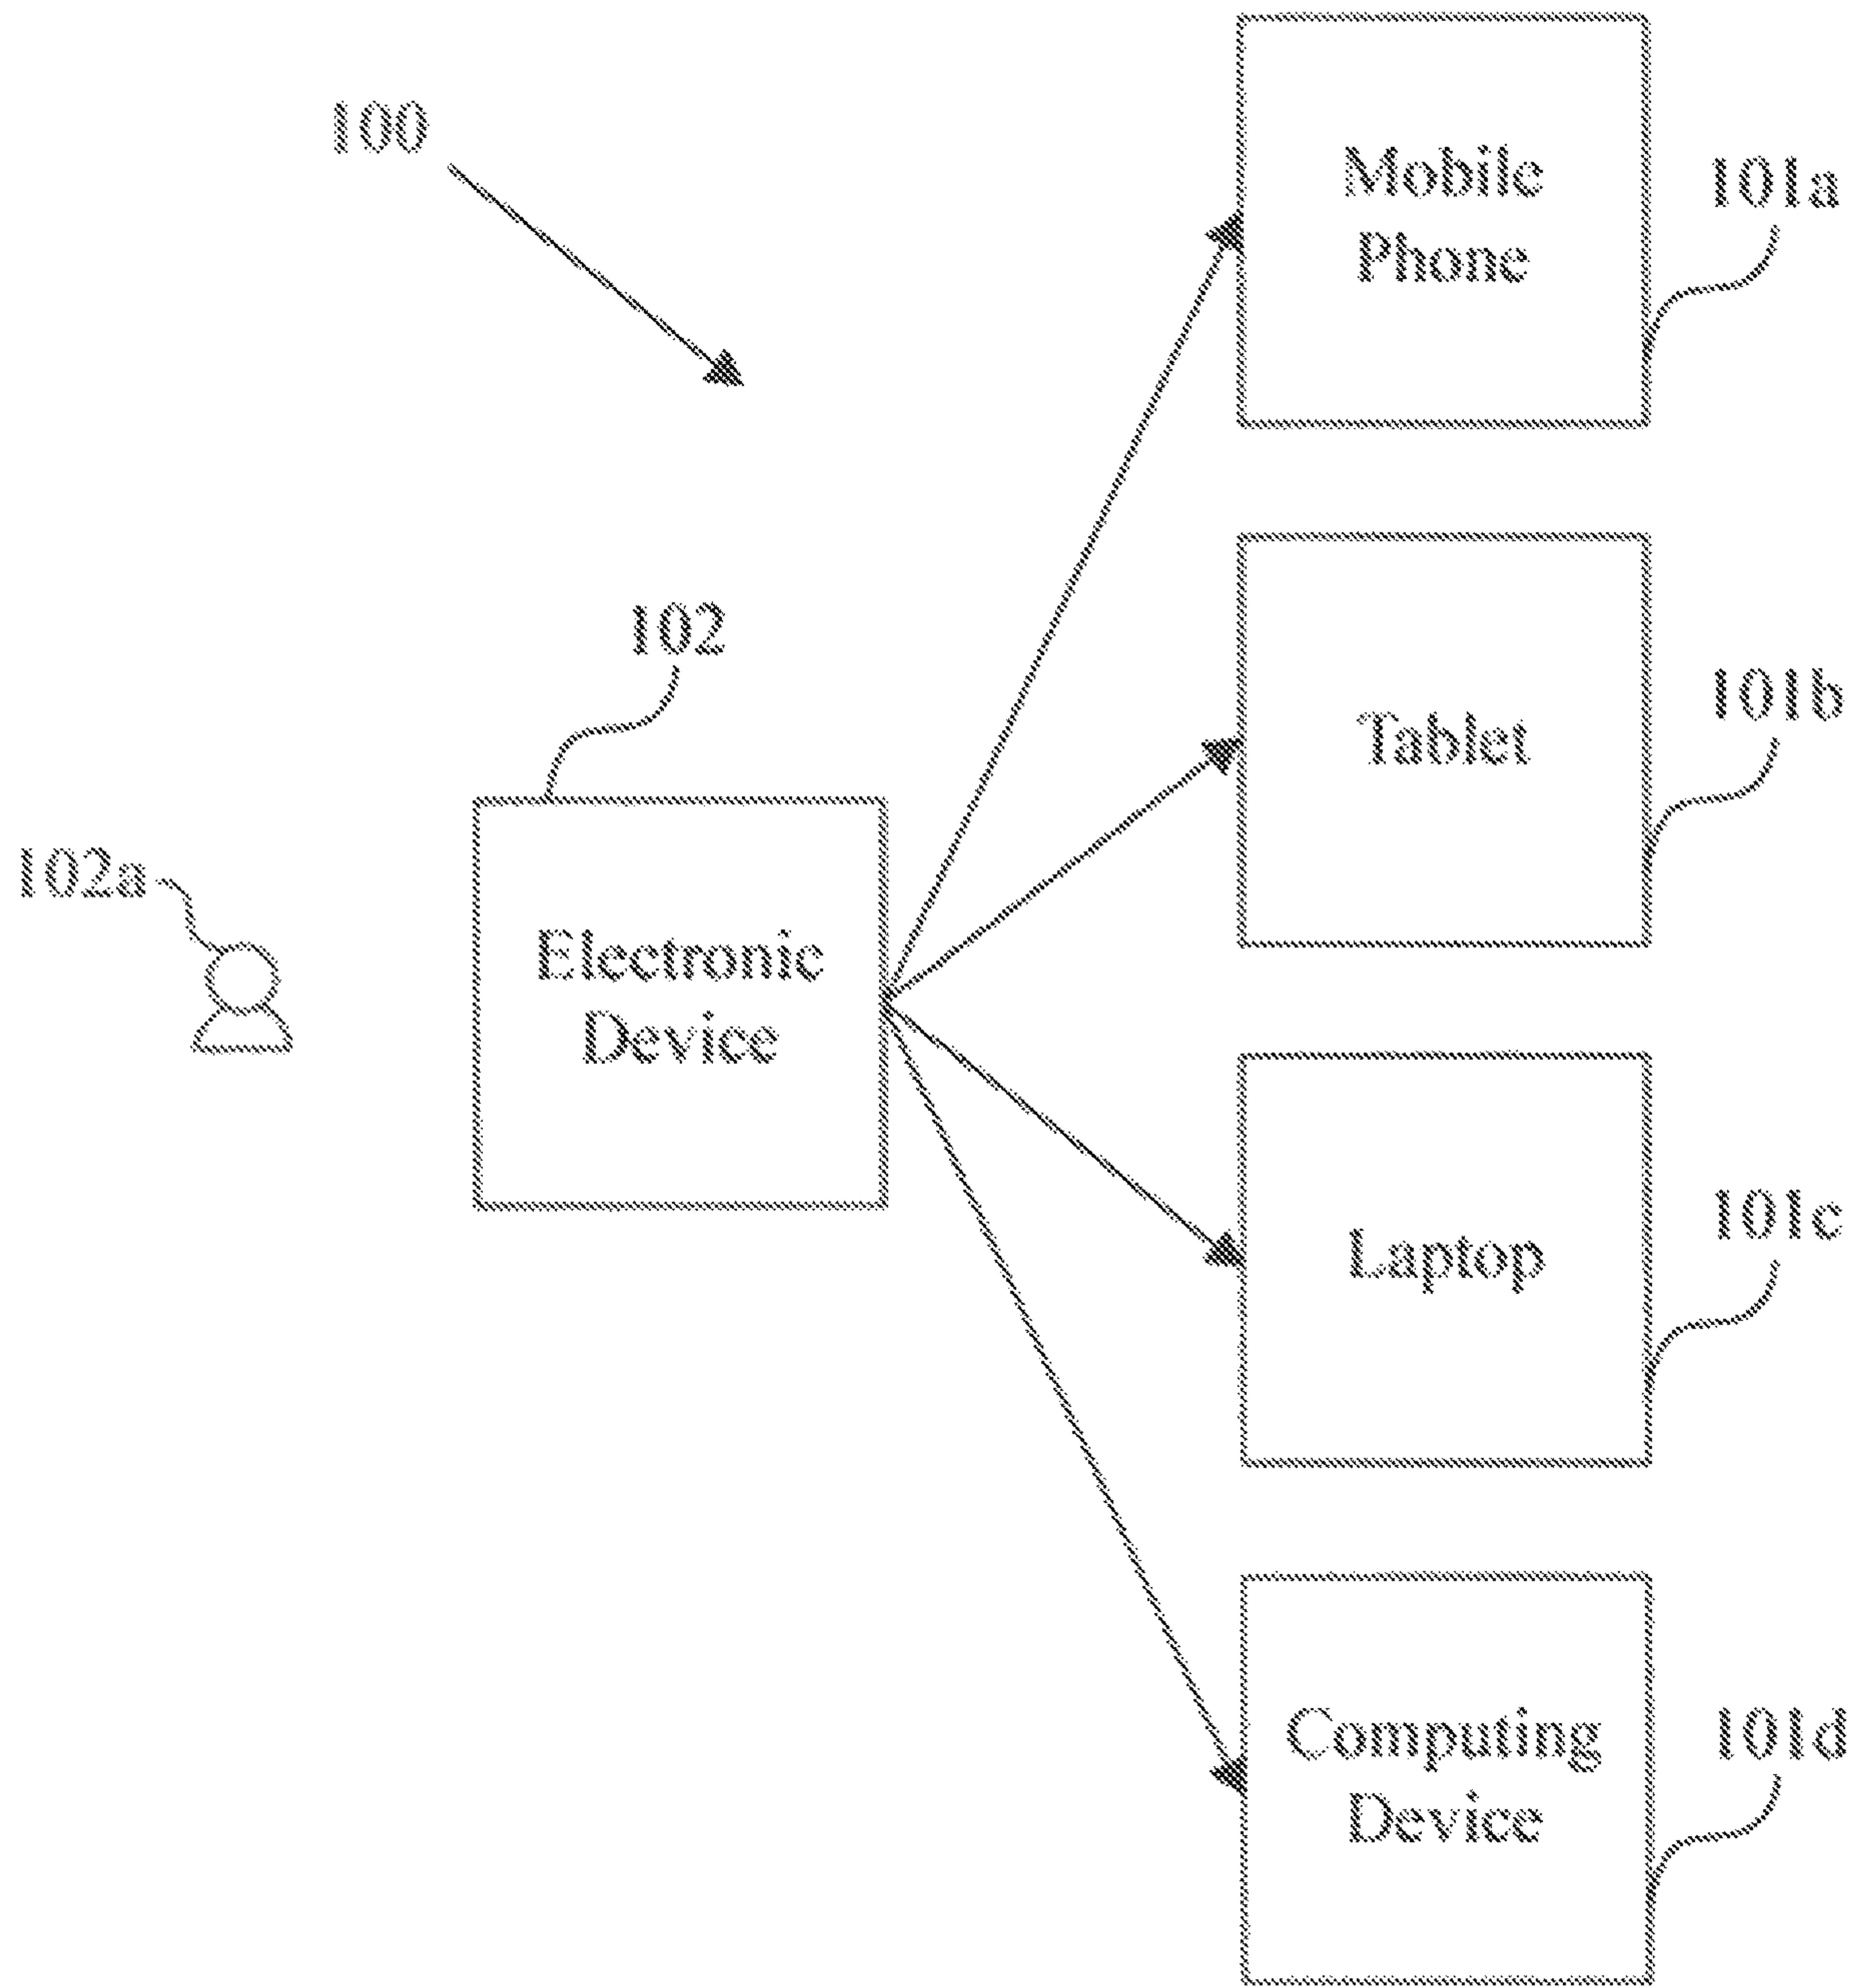 100
Mobile
Phone
101a
102
Tablet
101b
102a
Electronic
Device
Laptop
101c
Computing
Device
101d